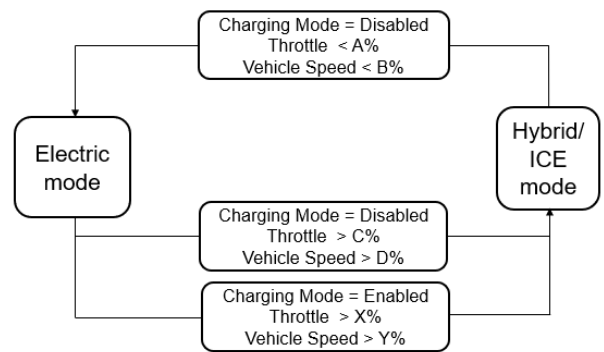 Charging Mode = Disabled
Throttle < A%
Vehicle Speed < B%
Electric
mode
Hybrid/
ICE
mode
Charging Mode = Disabled
Throttle > C%
Vehicle Speed > D%
Charging Mode = Enabled
Throttle > X%
Vehicle Speed > Y%